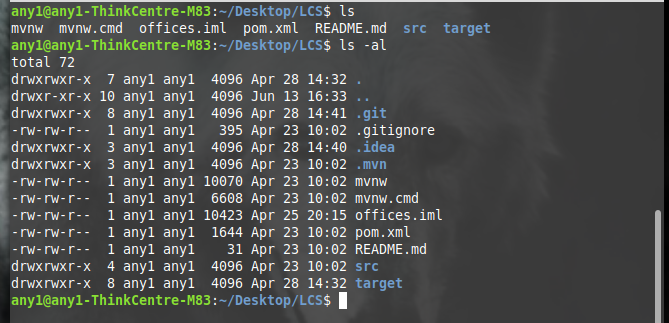 any1@any1-ThinkCentre-M83:~/Desktop/LCS$ ls
mvnw  mvnw.cmd  offices.iml  pom.xml  README.md  src  target
any1@any1-ThinkCentre-M83:~/Desktop/LCS$ ls -al
total 72
drwxrwxr-x  7 any1 any1  4096 Apr 28 14:32 .
drwxr-xr-x 10 any1 any1  4096 Jun 13 16:33 ..
drwxrwxr-x  8 any1 any1  4096 Apr 28 14:41 .git
-rw-rw-r--  1 any1 any1   395 Apr 23 10:02 .gitignore
drwxrwxr-x  3 any1 any1  4096 Apr 28 14:40 .idea
drwxrwxr-x  3 any1 any1  4096 Apr 23 10:02 .mvn
-rw-rw-r--  1 any1 any1 10070 Apr 23 10:02 mvnw
-rw-rw-r--  1 any1 any1  6608 Apr 23 10:02 mvnw.cmd
-rw-rw-r--  1 any1 any1 10423 Apr 25 20:15 offices.iml
-rw-rw-r--  1 any1 any1  1644 Apr 23 10:02 pom.xml
-rw-rw-r--  1 any1 any1    31 Apr 23 10:02 README.md
drwxrwxr-x  4 any1 any1  4096 Apr 23 10:02 src
drwxrwxr-x  8 any1 any1  4096 Apr 28 14:32 target
any1@any1-ThinkCentre-M83:~/Desktop/LCS$